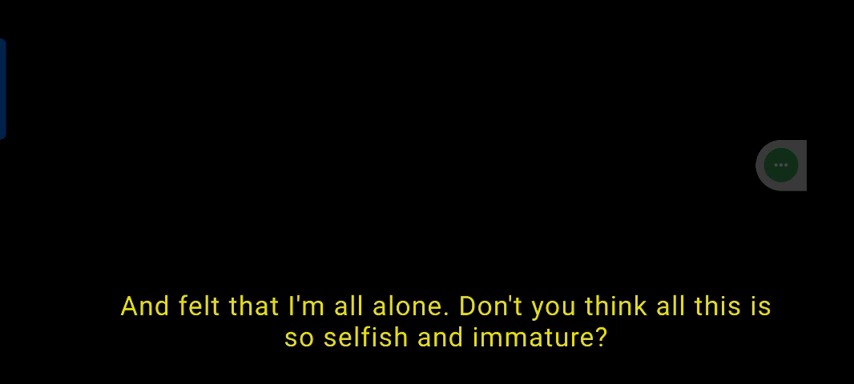 And felt that I'm all alone. Don't you think all this is
so selfish and immature?